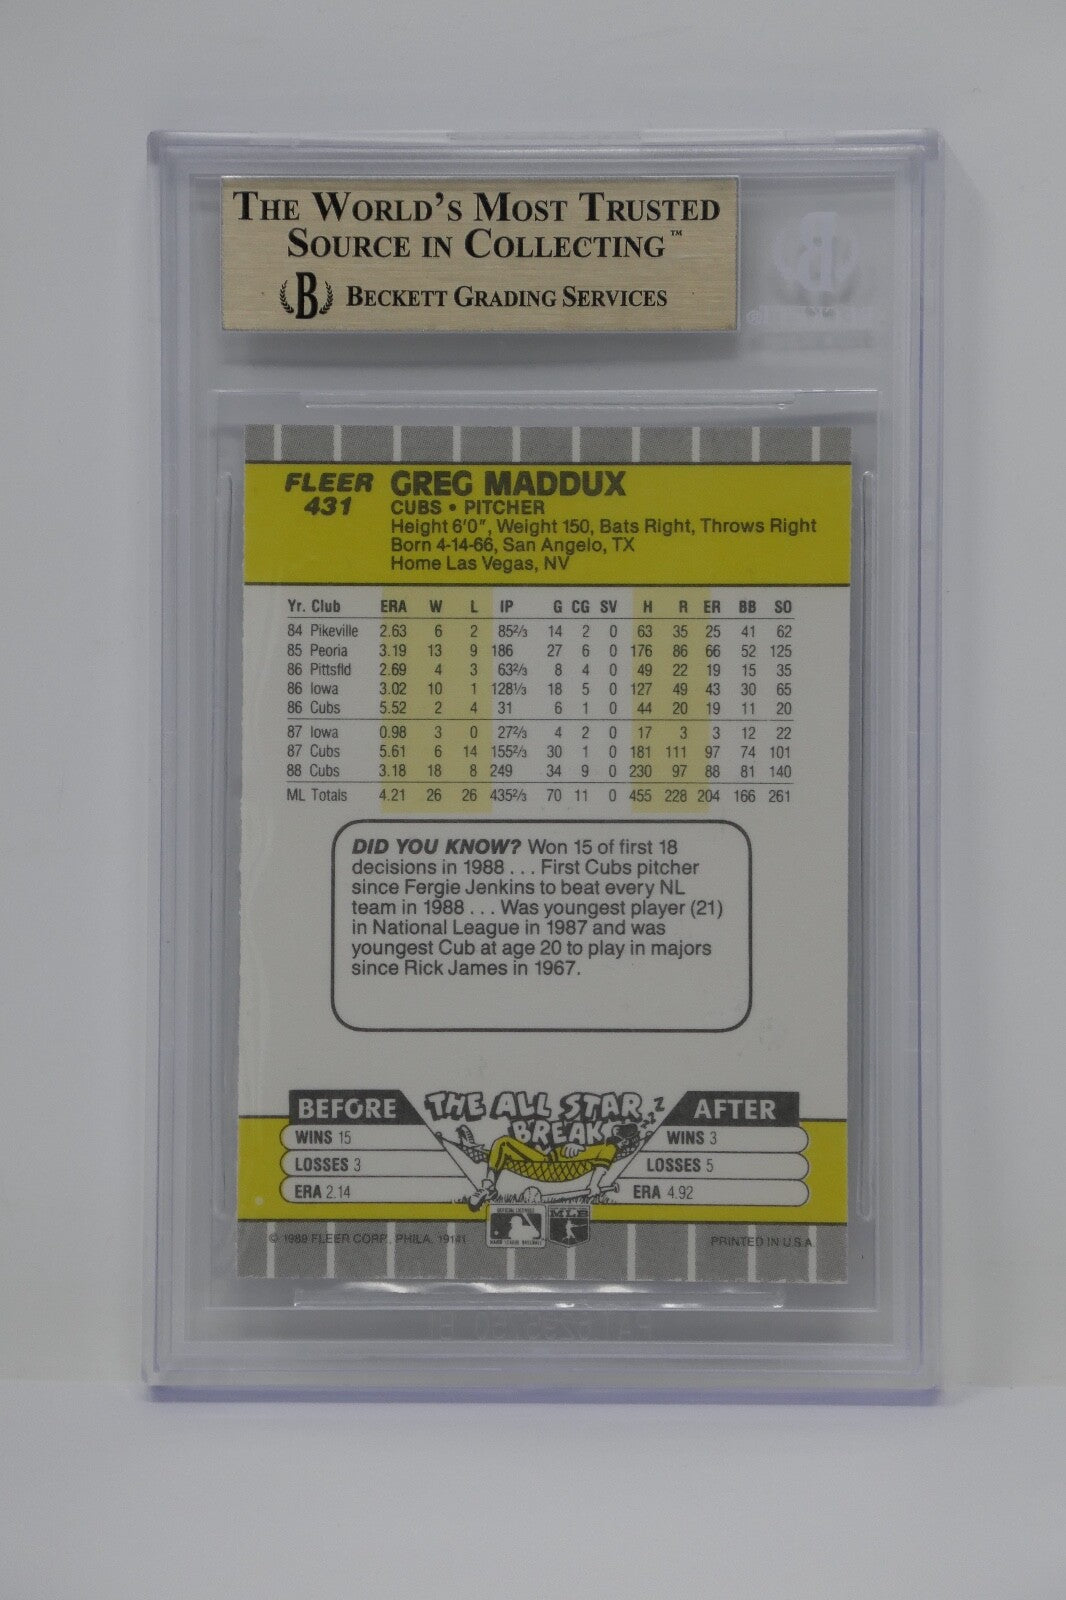 THE WORLD'S MOST TRUSTED
SOURCE IN COLLECTING™
B BECKETT GRADING SERVICES
FLEER
431
GREG MADDUX
CUBS • PITCHER
Height 6'0", Weight 150, Bats Right, Throws Right
Born 4-14-66, San Angelo, TX
Home Las Vegas, NV
Yr. Club ERA W L IP G CG SV H R ER BB SO
84 Pikeville 2.63 6 2 85⅔ 14 2 0 63 35 25 41 62
85 Peoria 3.19 13 9 186 27 6 0 176 86 66 52 125
86 Pittsfld 2.69 4 3 63⅔ 8 4 0 49 22 19 15 35
86 Iowa 3.02 10 1 128⅓ 18 5 0 127 49 43 30 65
86 Cubs 5.52 2 4 31 6 1 0 44 20 19 11 20
87 Iowa 0.98 3 0 27⅔ 4 2 0 17 3 3 12 22
87 Cubs 5.61 6 14 155⅔ 30 1 0 181 111 97 74 101
88 Cubs 3.18 18 8 249 34 9 0 230 97 88 81 140
ML Totals 4.21 26 26 435⅔ 70 11 0 455 228 204 166 261
DID YOU KNOW? Won 15 of first 18
decisions in 1988 . . . First Cubs pitcher
since Fergie Jenkins to beat every NL
team in 1988 . . . Was youngest player (21)
in National League in 1987 and was
youngest Cub at age 20 to play in majors
since Rick James in 1967.
BEFORE
WINS 15
LOSSES 3
ERA 2.14
THE ALL STAR
BREAK
Z Z Z
AFTER
WINS 3
LOSSES 5
ERA 4.92
MLB
© 1989 FLEER CORP., PHILA. 19141
PRINTED IN U.S.A.